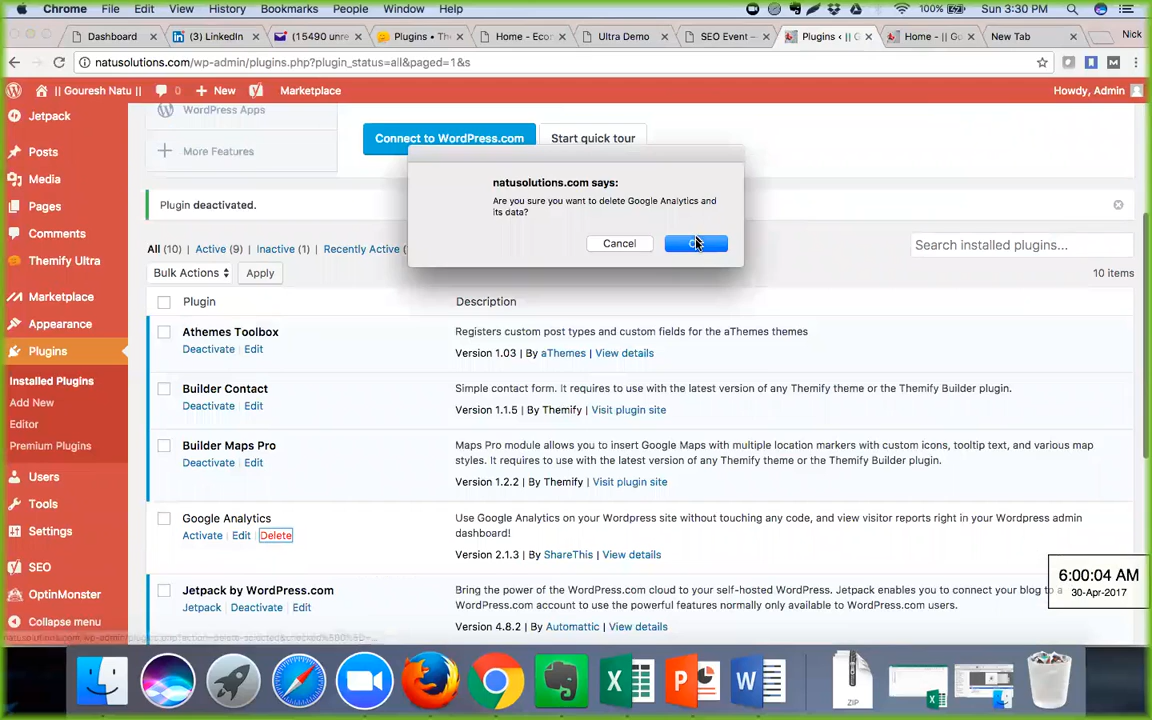 Chrome File Edit View History Bookmarks People Window Help 100% Sun 3:30 PM
Dashboard (3) LinkedIn (15490 unre Plugins • The Home - Eco Ultra Demo SEO Event – Plugins ‹ || G Home - || Go New Tab Nick
natusolutions.com/wp-admin/plugins.php?plugin_status=all&paged=1&s
|| Gouresh Natu || + New Marketplace Howdy, Admin
Jetpack
Posts
Media
Pages
Comments
Themify Ultra
Marketplace
Appearance
Plugins
Installed Plugins
Add New
Editor
Premium Plugins
Users
Tools
Settings
SEO
OptinMonster
Collapse menu
WordPress Apps
More Features
Connect to WordPress.com Start quick tour
natusolutions.com says:
Are you sure you want to delete Google Analytics and
its data?
Cancel
Plugin deactivated.
All (10) | Active (9) | Inactive (1) | Recently Active (
Search installed plugins...
Bulk Actions Apply 10 items
Plugin Description
Athemes Toolbox Registers custom post types and custom fields for the aThemes themes
Deactivate | Edit Version 1.03 | By aThemes | View details
Builder Contact Simple contact form. It requires to use with the latest version of any Themify theme or the Themify Builder plugin.
Deactivate | Edit Version 1.1.5 | By Themify | Visit plugin site
Builder Maps Pro Maps Pro module allows you to insert Google Maps with multiple location markers with custom icons, tooltip text, and various map
styles. It requires to use with the latest version of any Themify theme or the Themify Builder plugin.
Deactivate | Edit Version 1.2.2 | By Themify | Visit plugin site
Google Analytics Use Google Analytics on your Wordpress site without touching any code, and view visitor reports right in your Wordpress admin
dashboard!
Activate | Edit | Delete Version 2.1.3 | By ShareThis | View details
Jetpack by WordPress.com Bring the power of the WordPress.com cloud to your self-hosted WordPress. Jetpack enables you to connect your blog to a
WordPress.com account to use the powerful features normally only available to WordPress.com users.
Jetpack | Deactivate | Edit Version 4.8.2 | By Automattic | View details
6:00:04 AM
30-Apr-2017
ZIP